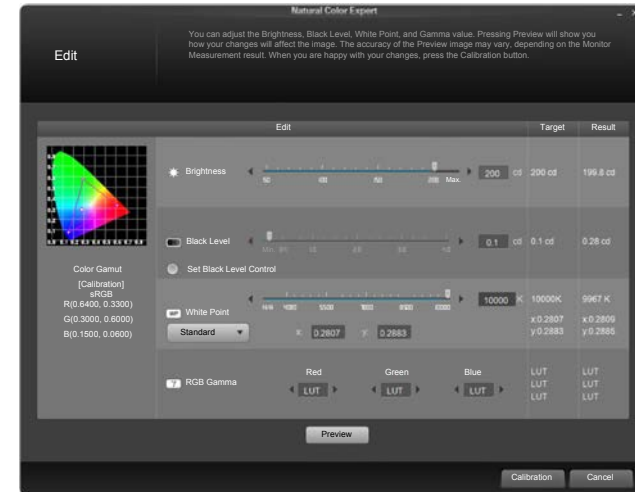 Natural Color Expert
Edit
You can adjust the Brightness, Black Level, White Point, and Gamma value. Pressing Preview will show you
how your changes will affect the image. The accuracy of the Preview image may vary, depending on the Monitor
Measurement result. When you are happy with your changes, press the Calibration button.
Edit Target Result
Brightness 50 200 Max. 200 cd 200 cd 199.8 cd
Black Level 0.1 cd 0.1 cd 0.28 cd
Set Black Level Control
Color Gamut
[Calibration]
sRGB
R(0.6400, 0.3300)
G(0.3000, 0.6000)
B(0.1500, 0.0600)
White Point 10000 K 10000K 9967 K
Standard x: 0.2807 y: 0.2883 x:0.2807 x:0.2809
y:0.2883 y:0.2885
Red Green Blue
RGB Gamma LUT LUT LUT
LUT LUT
LUT LUT
LUT LUT
Preview
Calibration Cancel